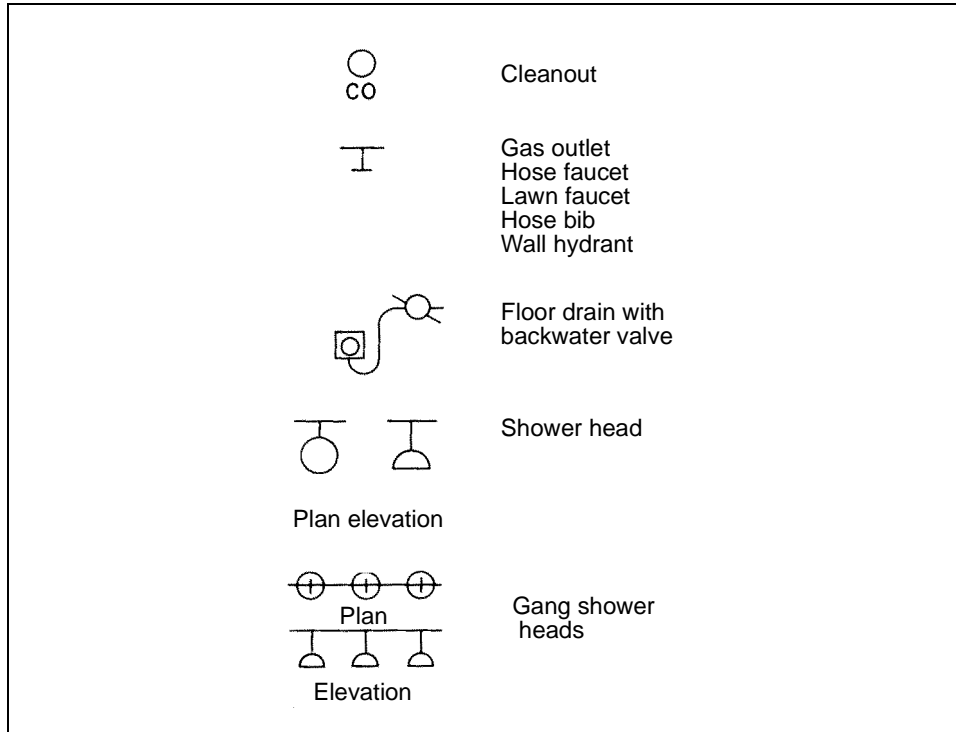 CO
Cleanout
Gas outlet
Hose faucet
Lawn faucet
Hose bib
Wall hydrant
Floor drain with
backwater valve
Shower head
Plan elevation
Plan
Gang shower
heads
Elevation